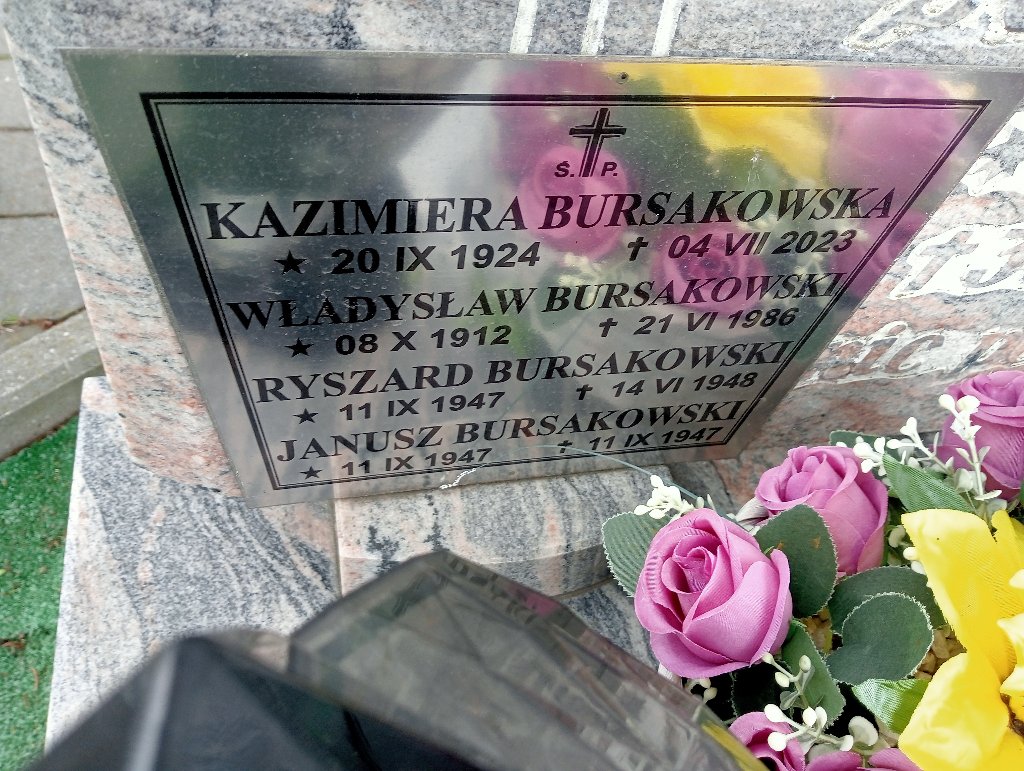 Ś. P.
KAZIMIERA BURSAKOWSKA
★ 20 IX 1924 ✝ 04 VII 2023
WŁADYSŁAW BURSAKOWSKI
★ 08 X 1912 ✝ 21 VI 1986
RYSZARD BURSAKOWSKI
★ 11 IX 1947 ✝ 14 VI 1948
JANUSZ BURSAKOWSKI
★ 11 IX 1947 ✝ 11 IX 1947